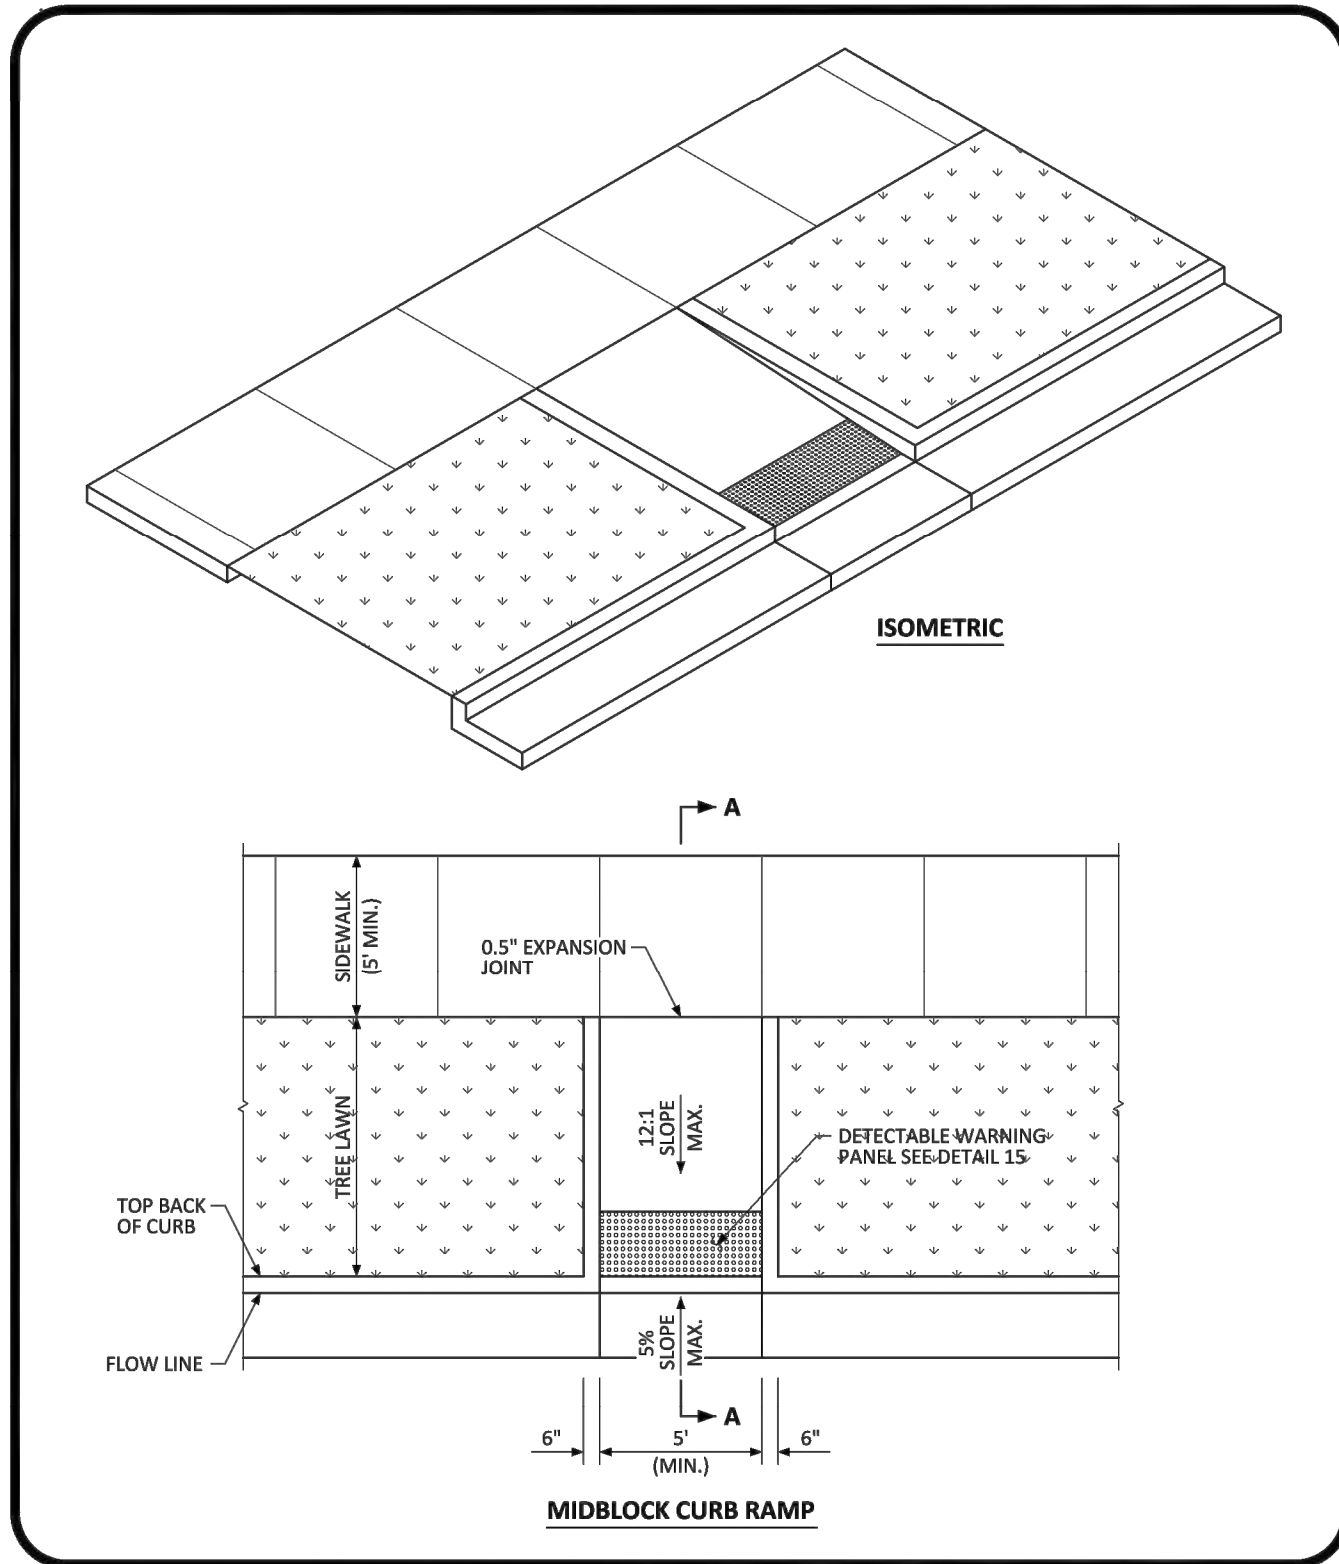 ISOMETRIC
A
SIDEWALK
(5' MIN.)
0.5" EXPANSION
JOINT
12:1
SLOPE
MAX.
TREE LAWN
DETECTABLE WARNING
PANEL SEE DETAIL 15
TOP BACK
OF CURB
5%
SLOPE
MAX.
FLOW LINE
A
6"
5'
(MIN.)
6"
MIDBLOCK CURB RAMP